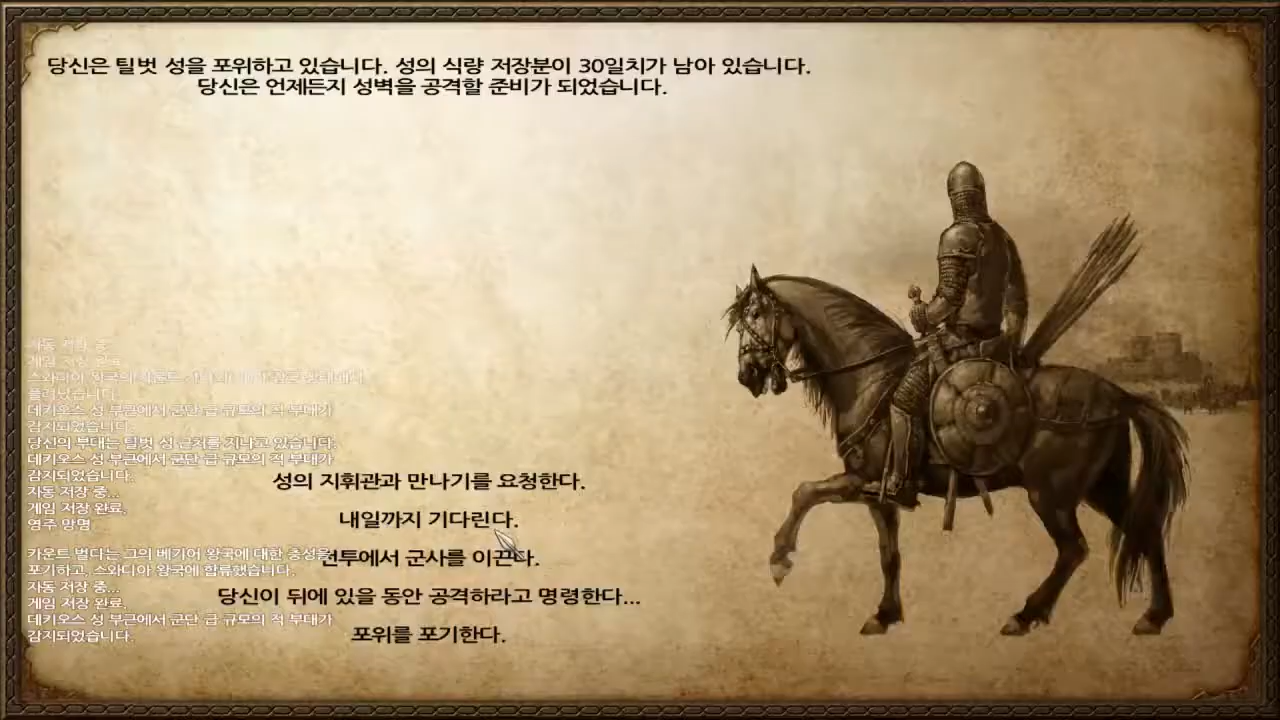 당신은 틸벗 성을 포위하고 있습니다. 성의 식량 저장분이 30일치가 남아 있습니다.
당신은 언제든지 성벽을 공격할 준비가 되었습니다.
자동 저장 중...
게임 저장 완료.
스와디아 왕국의
풀려났습니다.
데키오스 성 부근에서 군단 급 규모의 적 부대가
감지되었습니다.
당신의 부대는 틸벗 성 근처를 지나고 있습니다.
데키오스 성 부근에서 군단 급 규모의 적 부대가
감지되었습니다.
자동 저장 중...
게임 저장 완료.
영주 망명
카운트 벌다는 그의 베기어 왕국에 대한 충성을
포기하고, 스와디아 왕국에 합류했습니다.
자동 저장 중...
게임 저장 완료.
데키오스 성 부근에서 군단 급 규모의 적 부대가
감지되었습니다.
성의 지휘관과 만나기를 요청한다.
내일까지 기다린다.
전투에서 군사를 이끈다.
당신이 뒤에 있을 동안 공격하라고 명령한다...
포위를 포기한다.